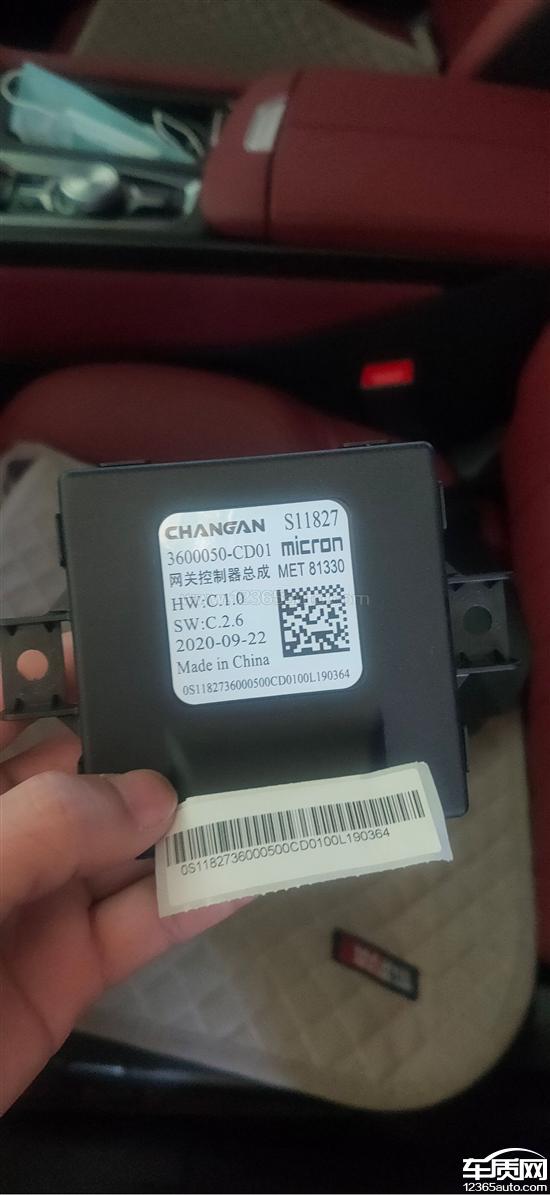 CHANGAN S11827
3600050-CD01 micron
网关控制器总成 MET 81330
HW:C.1.0
SW:C.2.6
2020-09-22
Made in China
0S1182736000500CD0100L190364
0S1182736000500CD0100L190364
车质网
12365auto.com